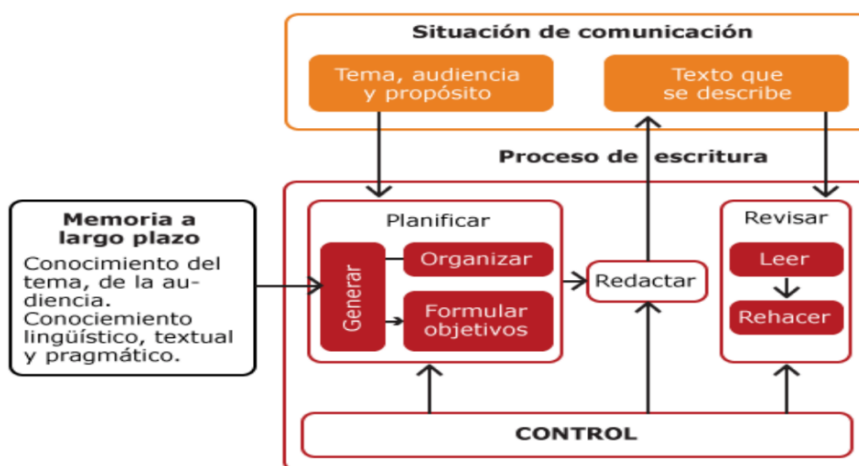 Situación de comunicación
Tema, audiencia
y propósito
Texto que
se describe
Proceso de escritura
Memoria a
largo plazo
Conocimiento del
tema, de la au-
diencia.
Conociemiento
lingüístico, textual
y pragmático.
Planificar
Generar
Organizar
Formular
objetivos
Redactar
Revisar
Leer
Rehacer
CONTROL